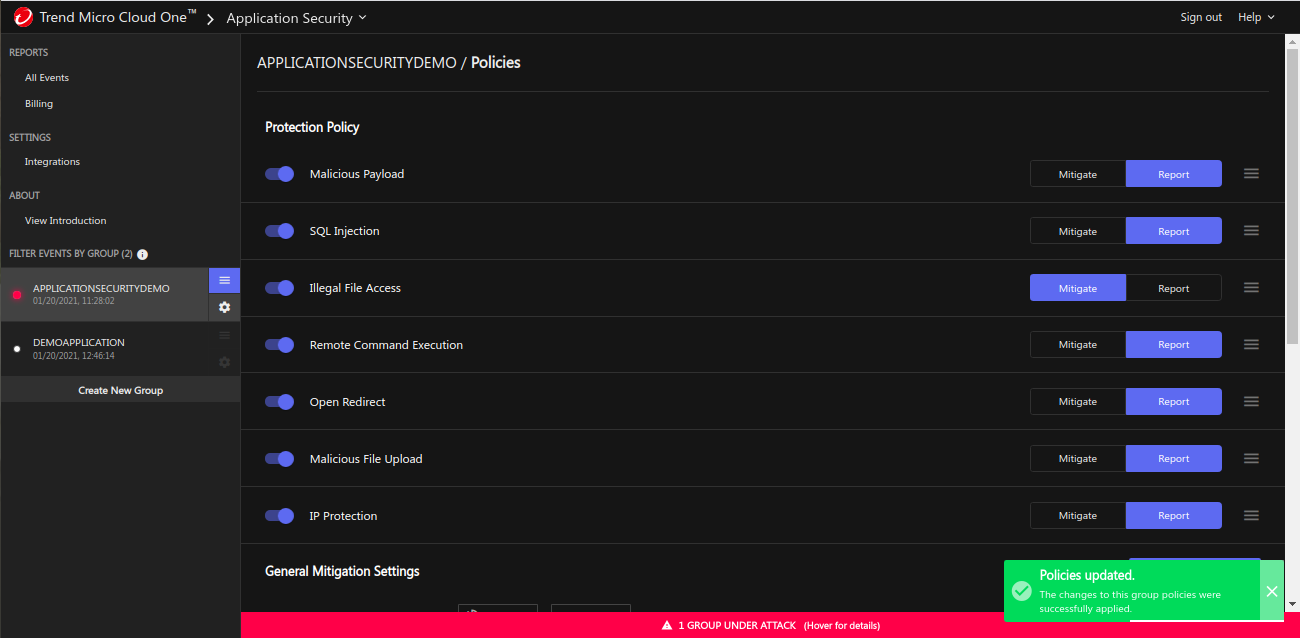 Trend Micro Cloud One™ Application Security
Sign out Help
REPORTS
All Events
Billing
SETTINGS
Integrations
ABOUT
View Introduction
FILTER EVENTS BY GROUP (2)
APPLICATIONSECURITYDEMO
01/20/2021, 11:28:02
DEMOAPPLICATION
01/20/2021, 12:46:14
Create New Group
APPLICATIONSECURITYDEMO / Policies
Protection Policy
Malicious Payload Mitigate Report
SQL Injection Mitigate Report
Illegal File Access Mitigate Report
Remote Command Execution Mitigate Report
Open Redirect Mitigate Report
Malicious File Upload Mitigate Report
IP Protection Mitigate Report
General Mitigation Settings
Policies updated.
The changes to this group policies were
successfully applied.
1 GROUP UNDER ATTACK (Hover for details)